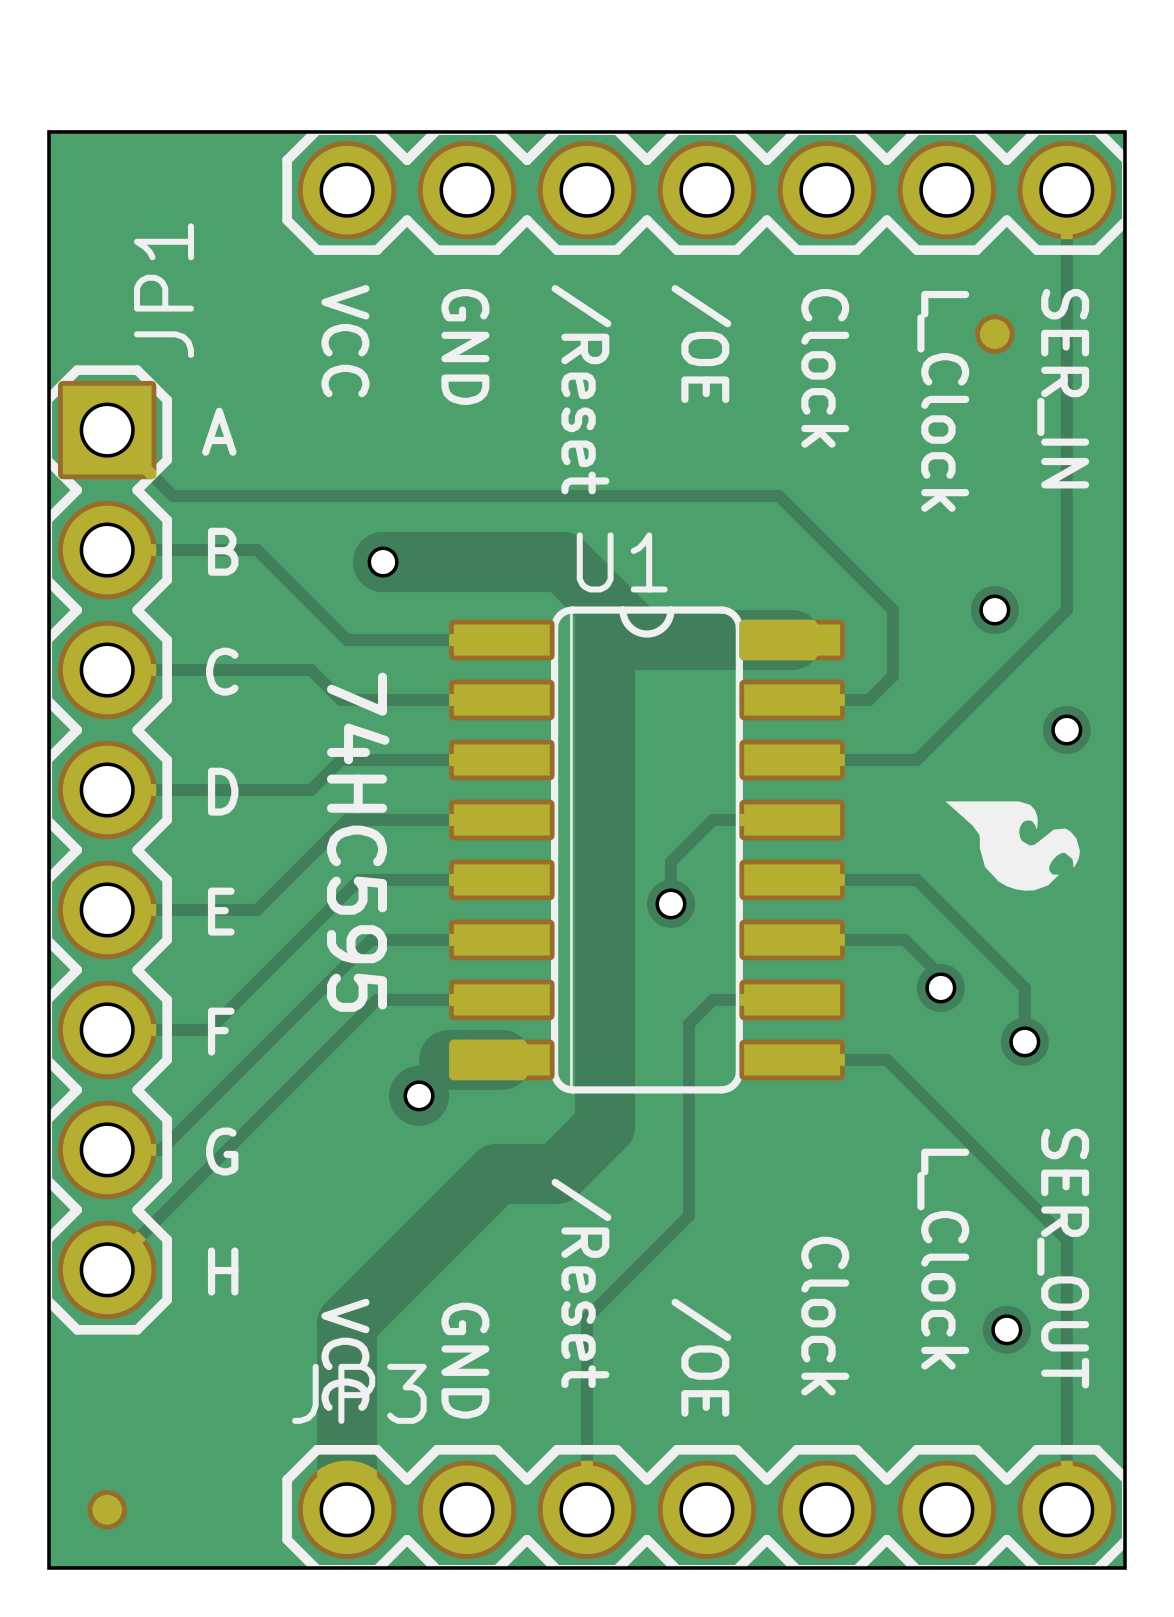 JP1
VCC
GND
/Reset
/OE
Clock
L_Clock
SER_IN
A
B
C
D
E
F
G
H
U1
74HC595
VCC
GND
/Reset
/OE
Clock
L_Clock
SER_OUT
JP3